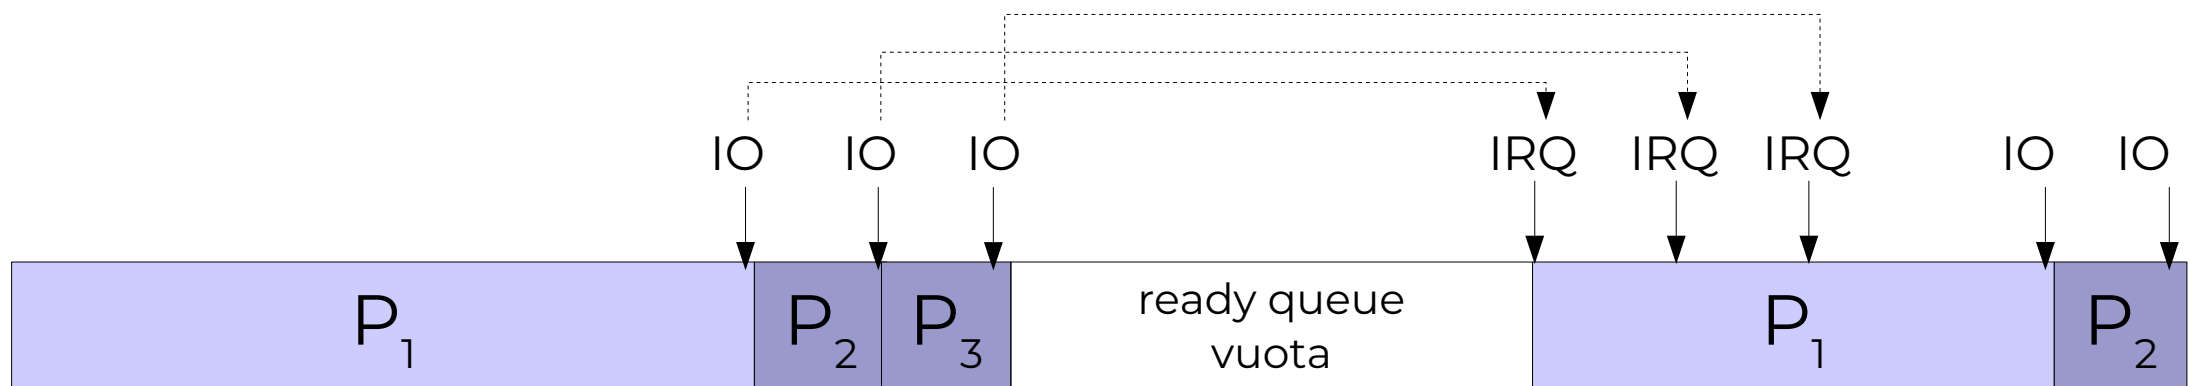 IO IO IO IRQ IRQ IRQ IO IO
P1 P2 P3 ready queue P1 P2
vuota